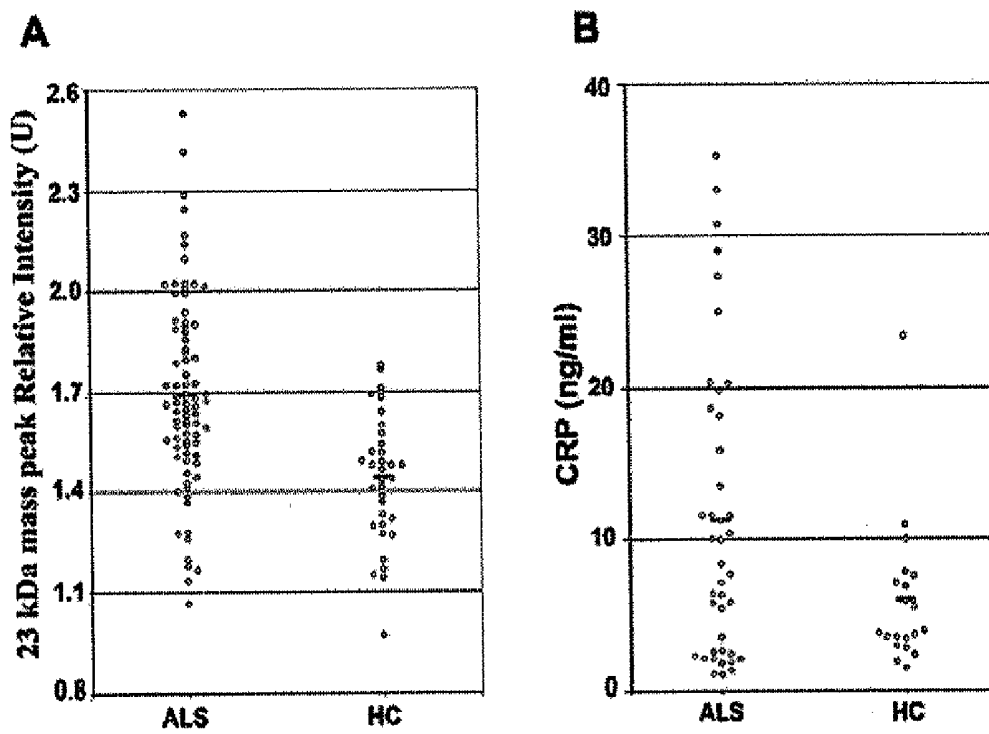 A
23 kDa mass peak Relative Intensity (U)
2.6
2.3
2.0
1.7
1.4
1.1
0.8
ALS
HC
B
CRP (ng/ml)
40
30
20
10
0
ALS
HC